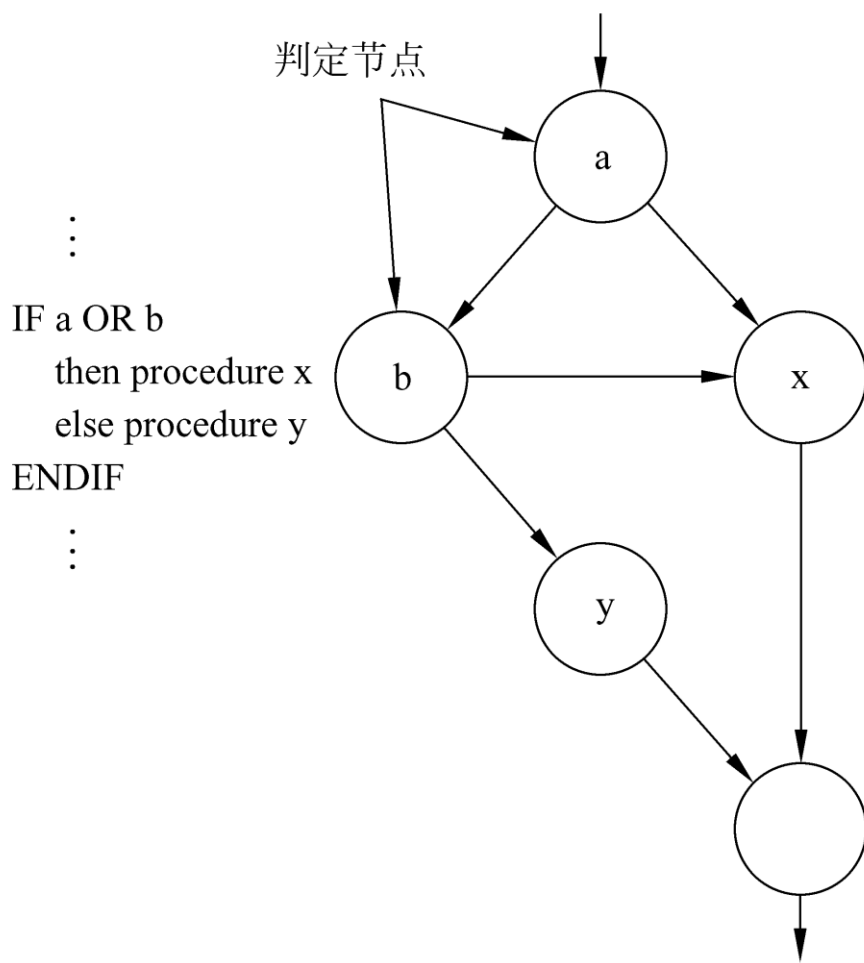 判定节点
a
⋮
IF a OR b
then procedure x
else procedure y
ENDIF
⋮
b
x
y